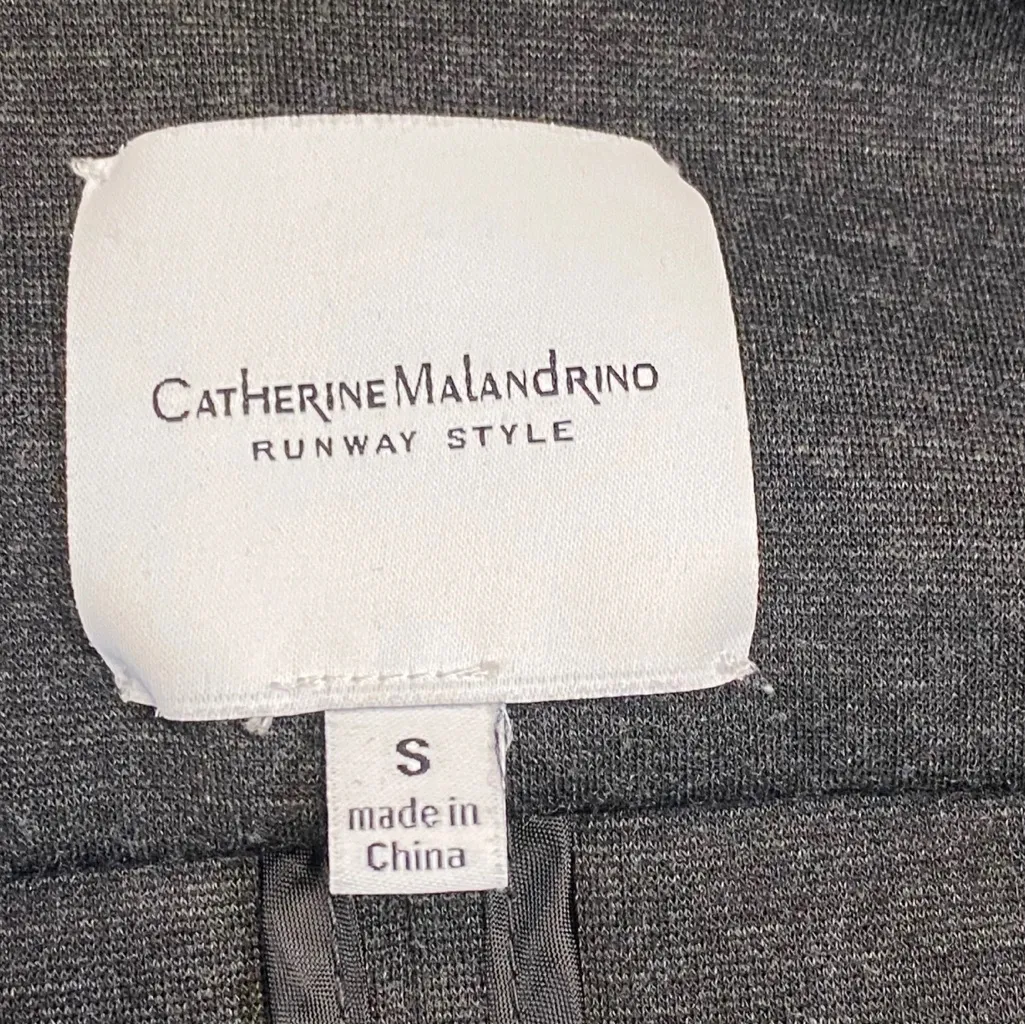 CATHERINE MALANDRINO
RUNWAY STYLE
S
made in
China